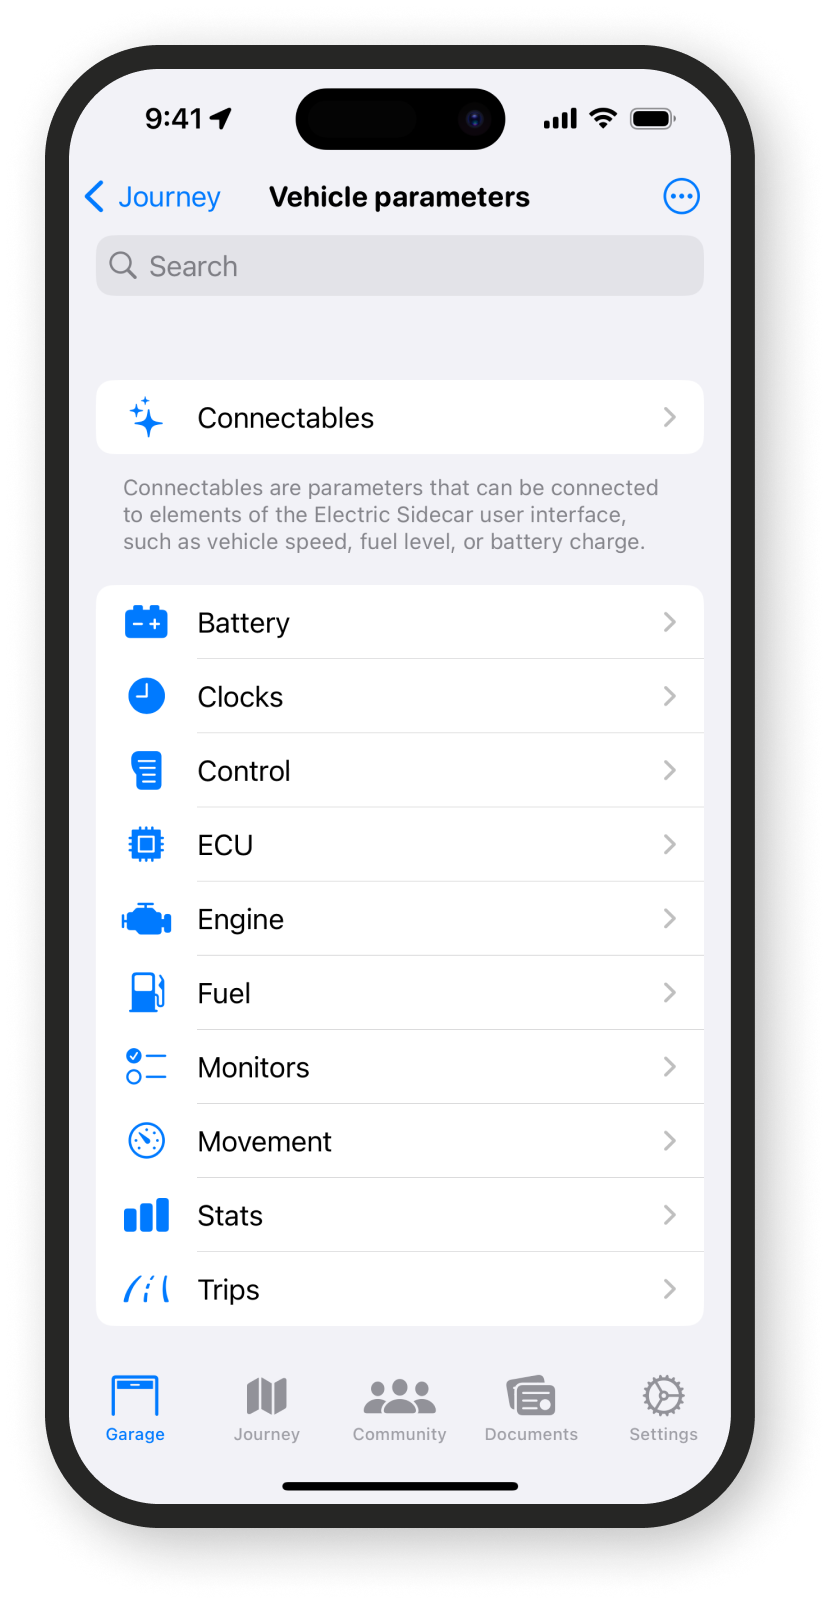 9:41
Journey
Vehicle parameters
Search
Connectables
Connectables are parameters that can be connected
to elements of the Electric Sidecar user interface,
such as vehicle speed, fuel level, or battery charge.
Battery
Clocks
Control
ECU
Engine
Fuel
Monitors
Movement
Stats
Trips
Garage
Journey
Community
Documents
Settings